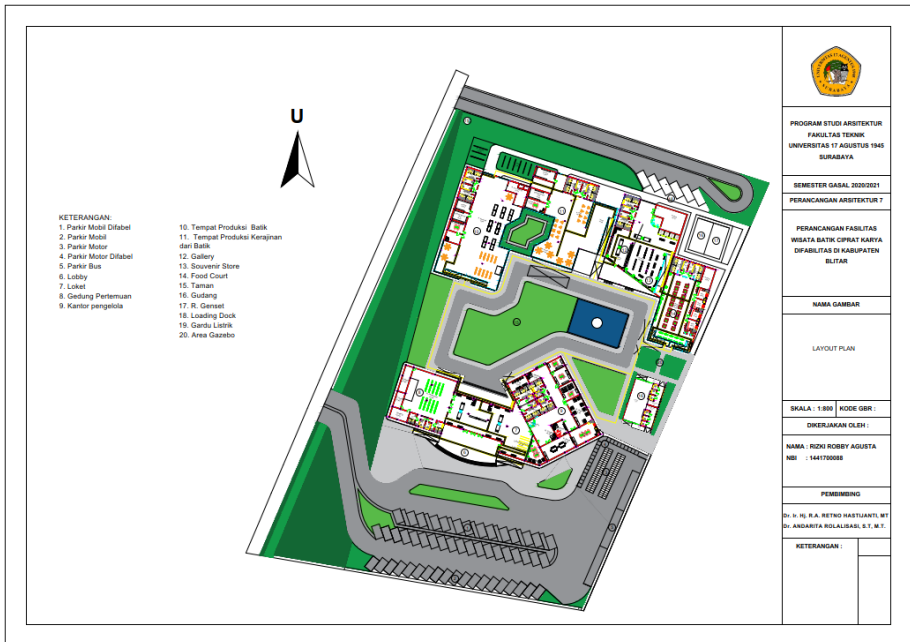 U
KETERANGAN:
1. Parkir Mobil Difabel
2. Parkir Mobil
3. Parkir Motor
4. Parkir Motor Difabel
5. Parkir Bus
6. Lobby
7. Loket
8. Gedung Pertemuan
9. Kantor pengelola
10. Tempat Produksi Batik
11. Tempat Produksi Kerajinan
dari Batik
12. Gallery
13. Souvenir Store
14. Food Court
15. Taman
16. Gudang
17. R. Genset
18. Loading Dock
19. Gardu Listrik
20. Area Gazebo
PROGRAM STUDI ARSITEKTUR
FAKULTAS TEKNIK
UNIVERSITAS 17 AGUSTUS 1945
SURABAYA
SEMESTER GASAL 2020/2021
PERANCANGAN ARSITEKTUR 7
PERANCANGAN FASILITAS
WISATA BATIK CIPRAT KARYA
DIFABILITAS DI KABUPATEN
BLITAR
NAMA GAMBAR
LAYOUT PLAN
SKALA : 1:800 KODE GBR :
DIKERJAKAN OLEH :
NAMA : RIZKI ROBBY AGUSTA
NBI : 1441700088
PEMBIMBING
Dr. Ir. Hj. R.A. RETNO HASTIJANTI, MT
Dr. ANDARITA ROLALISASI, S.T, M.T.
KETERANGAN :